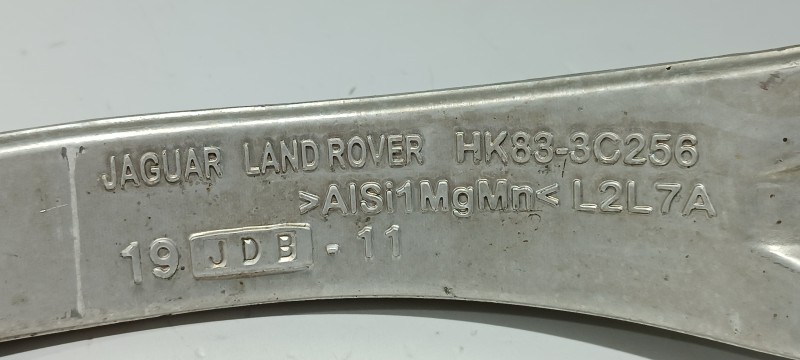 JAGUAR LAND ROVER HK83-3C256
>AlSi1MgMn< L2L7A
19 JDB - 11